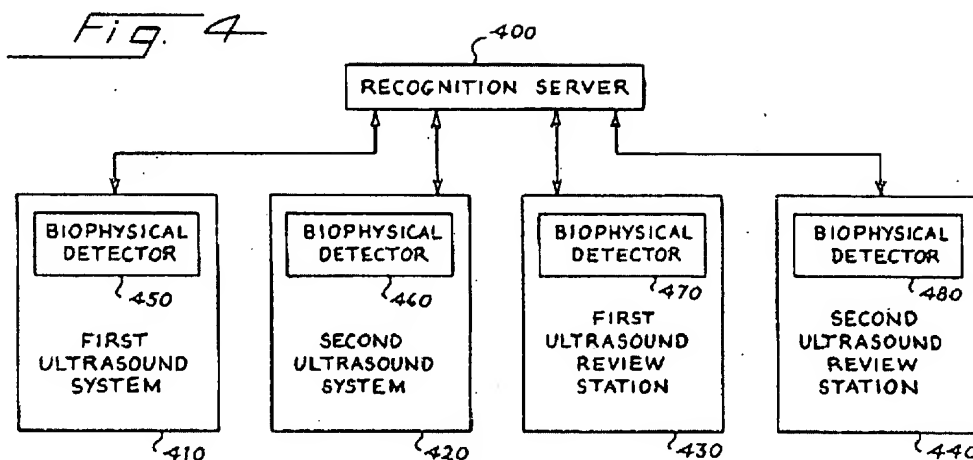 Fig. 4
400
RECOGNITION SERVER
BIOPHYSICAL
DETECTOR
450
FIRST
ULTRASOUND
SYSTEM
410
BIOPHYSICAL
DETECTOR
460
SECOND
ULTRASOUND
SYSTEM
420
BIOPHYSICAL
DETECTOR
470
FIRST
ULTRASOUND
REVIEW
STATION
430
BIOPHYSICAL
DETECTOR
480
SECOND
ULTRASOUND
REVIEW
STATION
440